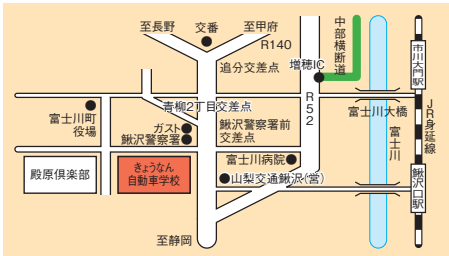 至長野
交番
至甲府
R140
中部横断道
追分交差点
増穂IC
市川大門駅
青柳2丁目交差点
R52
富士川大橋
富士川町
役場
ガスト
鰍沢警察署
鰍沢警察署前
交差点
富士川
JR身延線
富士川病院
殿原倶楽部
きょうなん
自動車学校
山梨交通鰍沢(営)
鰍沢口駅
至静岡